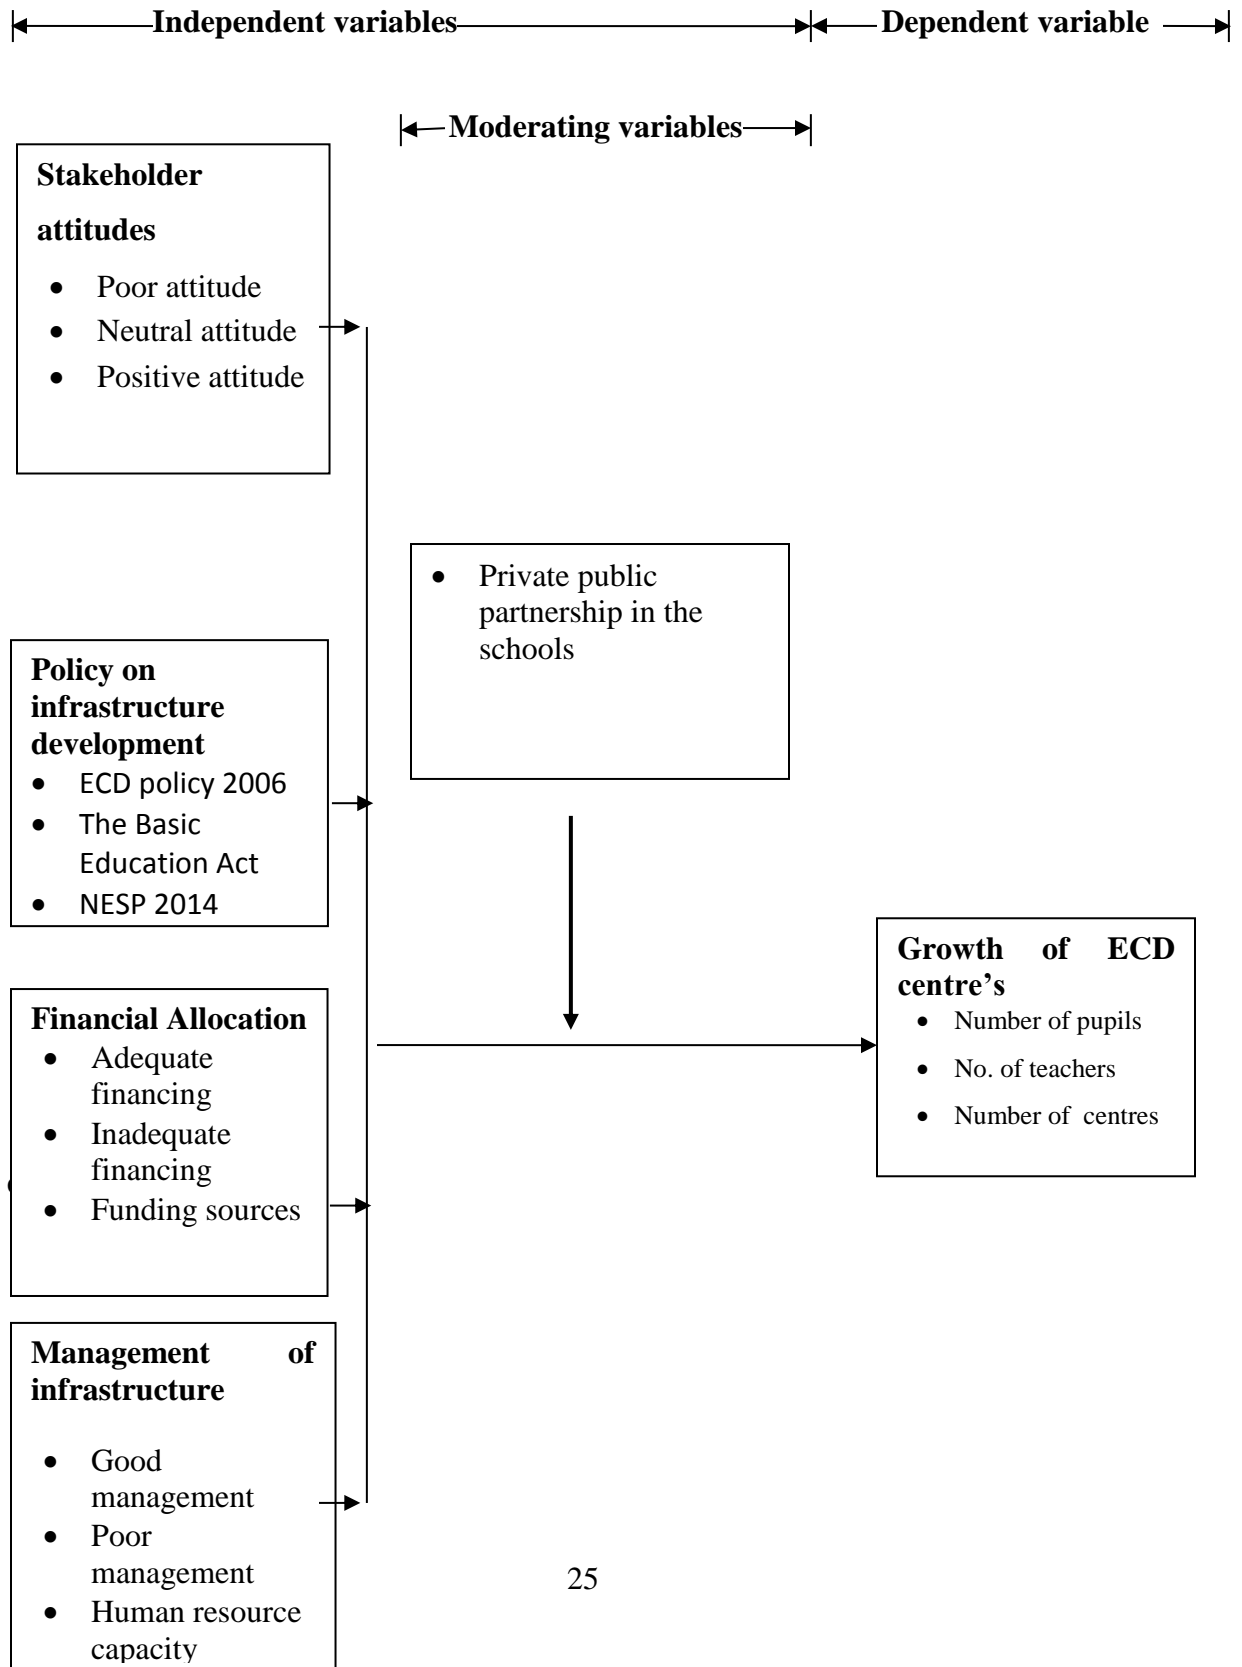 Independent variables
Dependent variable
Moderating variables
Stakeholder
attitudes
• Poor attitude
• Neutral attitude
• Positive attitude
• Private public
partnership in the
schools
Policy on
infrastructure
development
• ECD policy 2006
• The Basic
Education Act
• NESP 2014
Growth of ECD
centre’s
• Number of pupils
• No. of teachers
• Number of centres
Financial Allocation
• Adequate
financing
• Inadequate
financing
• Funding sources
Management of
infrastructure
• Good
management
• Poor
management
• Human resource
capacity
25